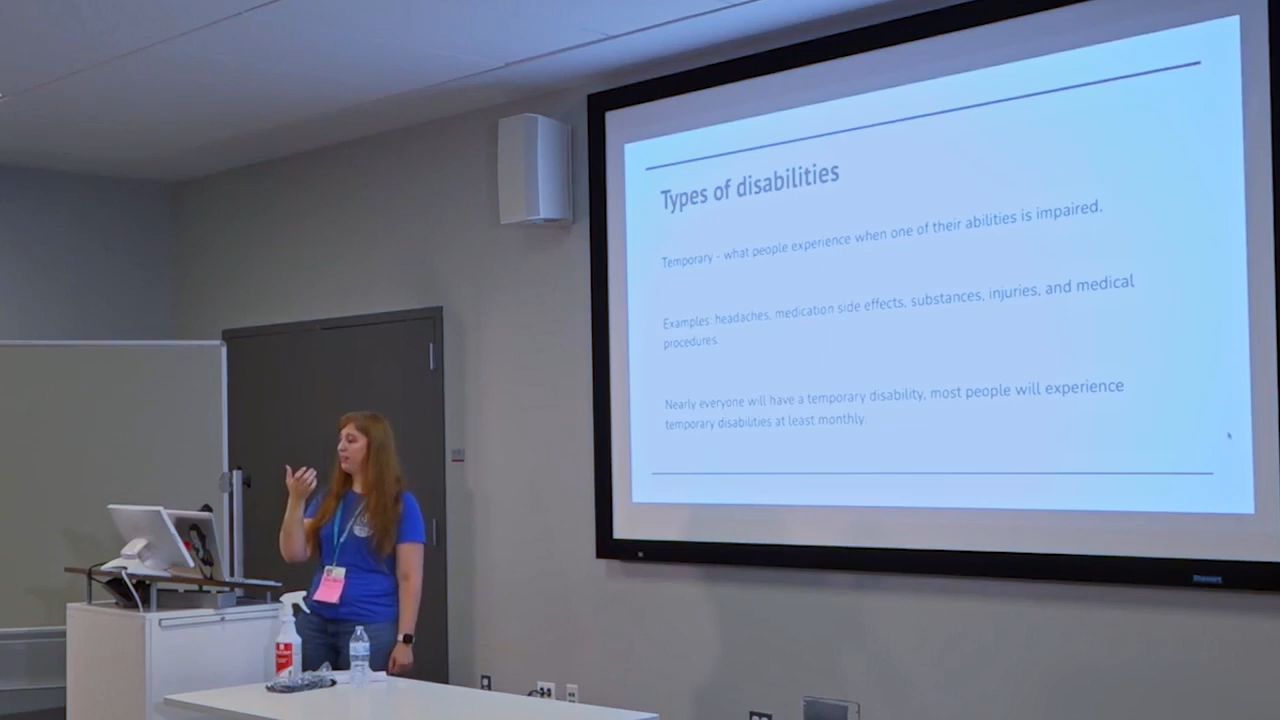 Types of disabilities
Temporary - what people experience when one of their abilities is impaired.
Examples: headaches, medication side effects, substances, injuries, and medical
procedures.
Nearly everyone will have a temporary disability, most people will experience
temporary disabilities at least monthly.
Stewart